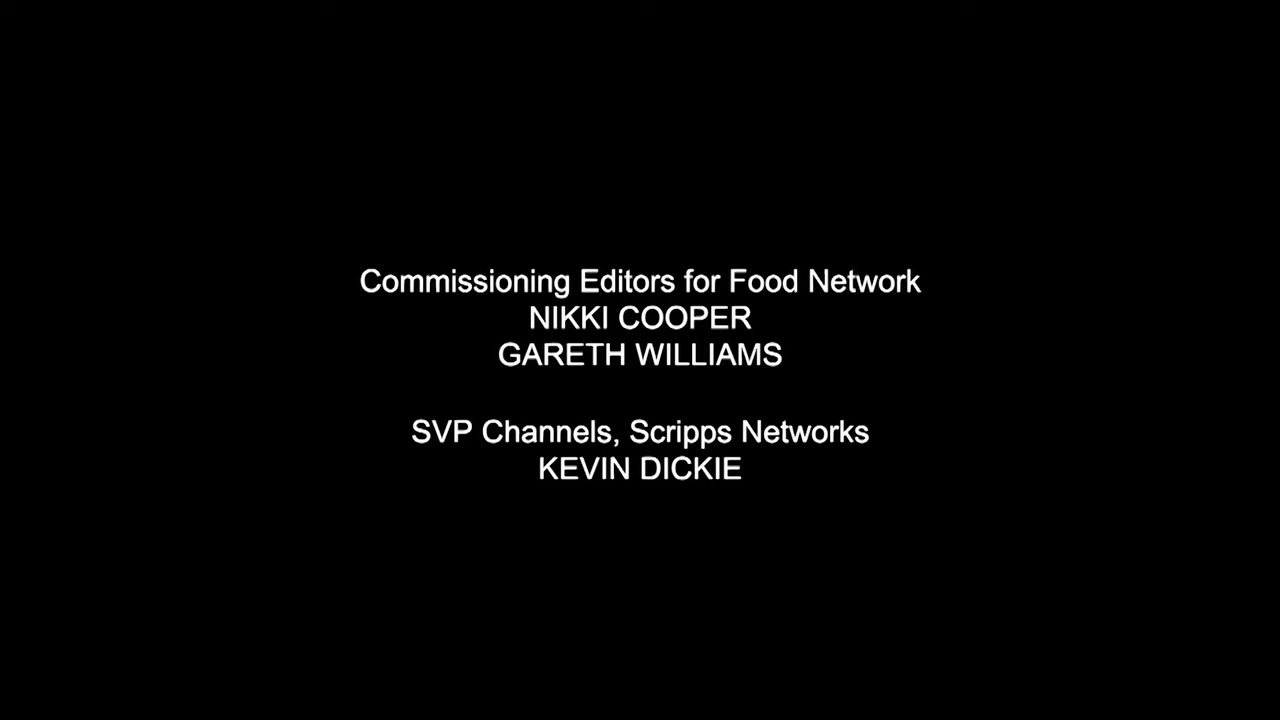 Commissioning Editors for Food Network
NIKKI COOPER
GARETH WILLIAMS
SVP Channels, Scripps Networks
KEVIN DICKIE